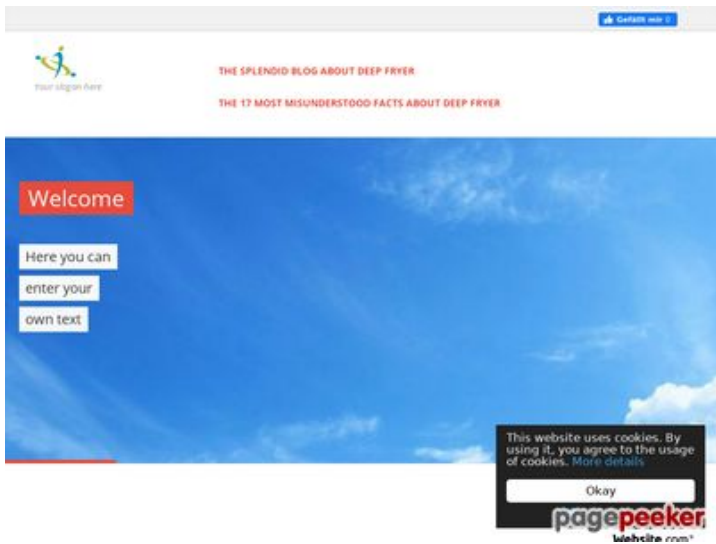 Gefällt mir 0
Your slogan here
THE SPLENDID BLOG ABOUT DEEP FRYER
THE 17 MOST MISUNDERSTOOD FACTS ABOUT DEEP FRYER
Welcome
Here you can
enter your
own text
This website uses cookies. By
using it, you agree to the usage
of cookies. More details
Okay
pagepeeker
Website.com